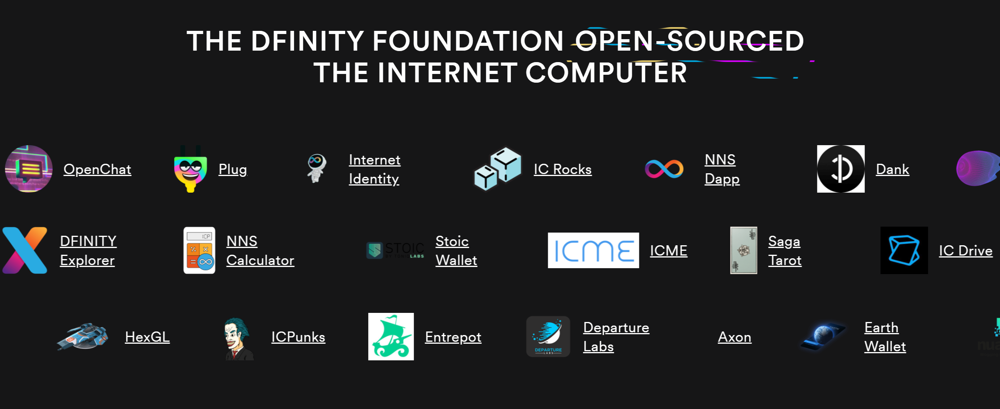 THE DFINITY FOUNDATION OPEN-SOURCED
THE INTERNET COMPUTER
OpenChat
Plug
Internet
Identity
IC Rocks
NNS
Dapp
Dank
DFINITY
Explorer
ICP
NNS
Calculator
STOIC
BY TONIQLABS
Stoic
Wallet
ICME
ICME
Saga
Tarot
IC Drive
HexGL
ICPunks
Entrepot
DEPARTURE
LABS
Departure
Labs
Axon
EARTH
Earth
Wallet